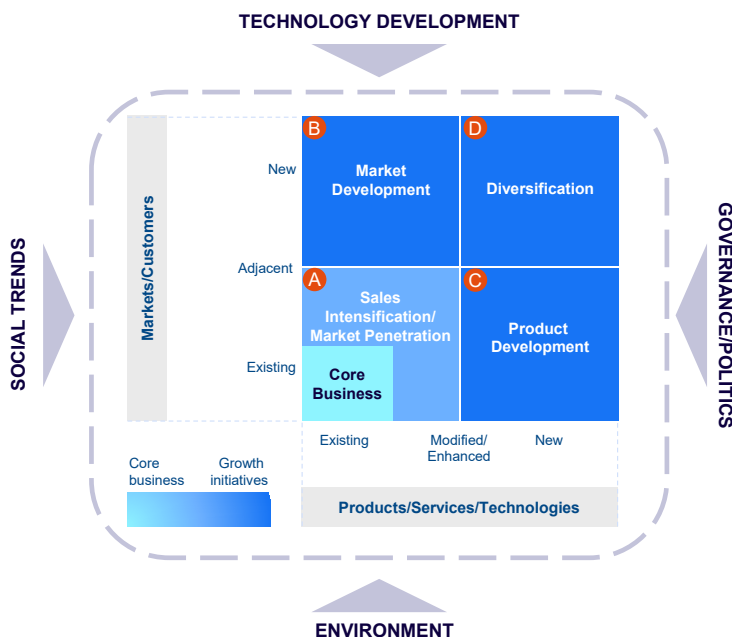 TECHNOLOGY DEVELOPMENT
SOCIAL TRENDS
GOVERNANCE/POLITICS
Markets/Customers
New
Adjacent
Existing
B
Market
Development
D
Diversification
A
Sales
Intensification/
Market Penetration
C
Product
Development
Core
Business
Existing
Modified/
Enhanced
New
Core
business
Growth
initiatives
Products/Services/Technologies
ENVIRONMENT